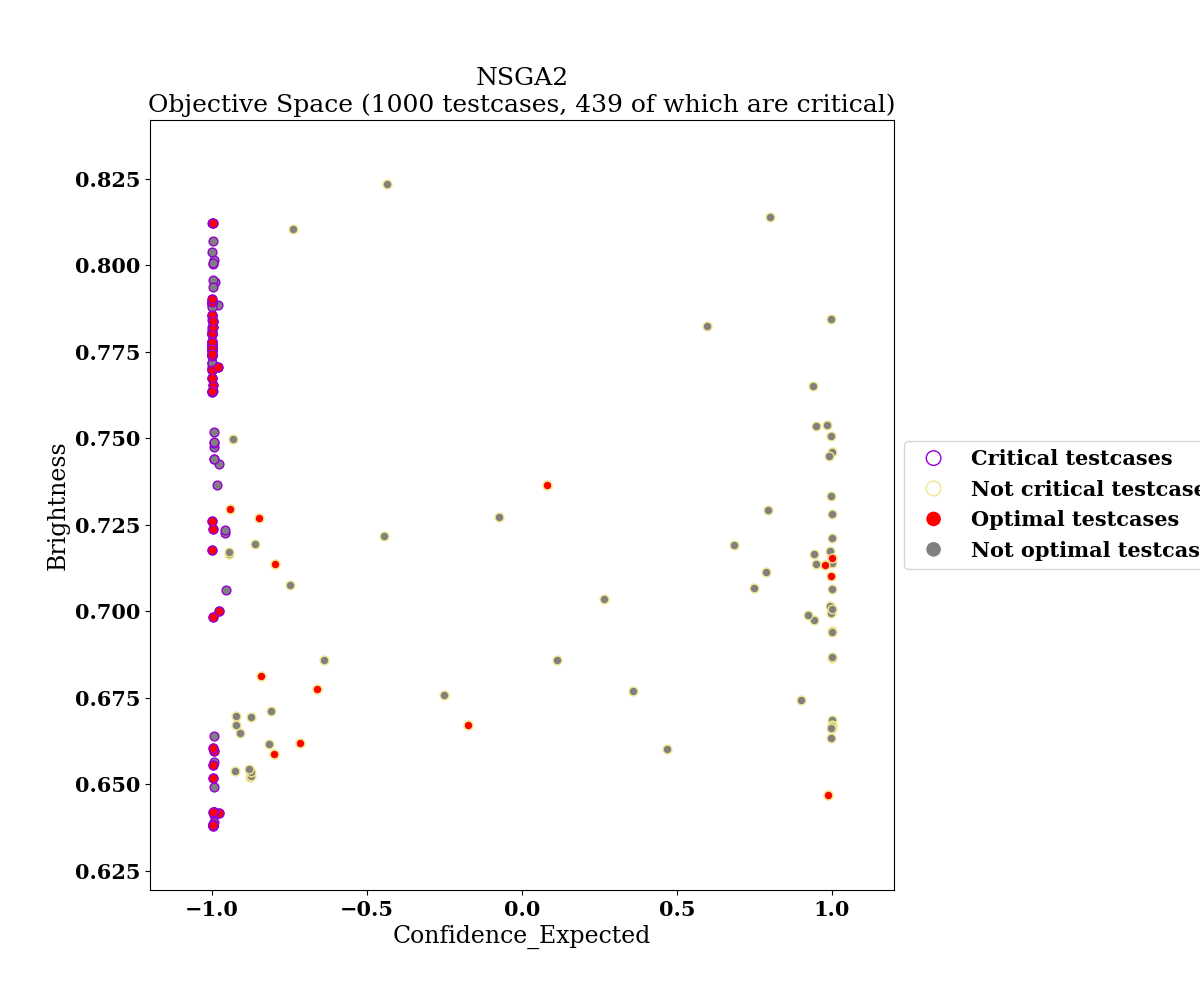 NSGA2
Objective Space (1000 testcases, 439 of which are critical)
0.825
0.800
0.775
0.750
0.725
0.700
0.675
0.650
0.625
Brightness
−1.0
−0.5
0.0
0.5
1.0
Confidence_Expected
Critical testcases
Not critical testcase
Optimal testcases
Not optimal testcas